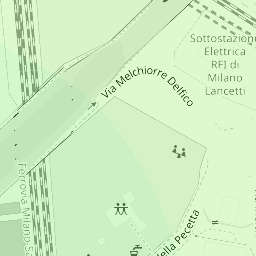 Via Melchiorre Delfico
Sottostazione
Elettrica
RFI di
Milano
Lancetti
Ferrovia Milano-S
della Pecetta